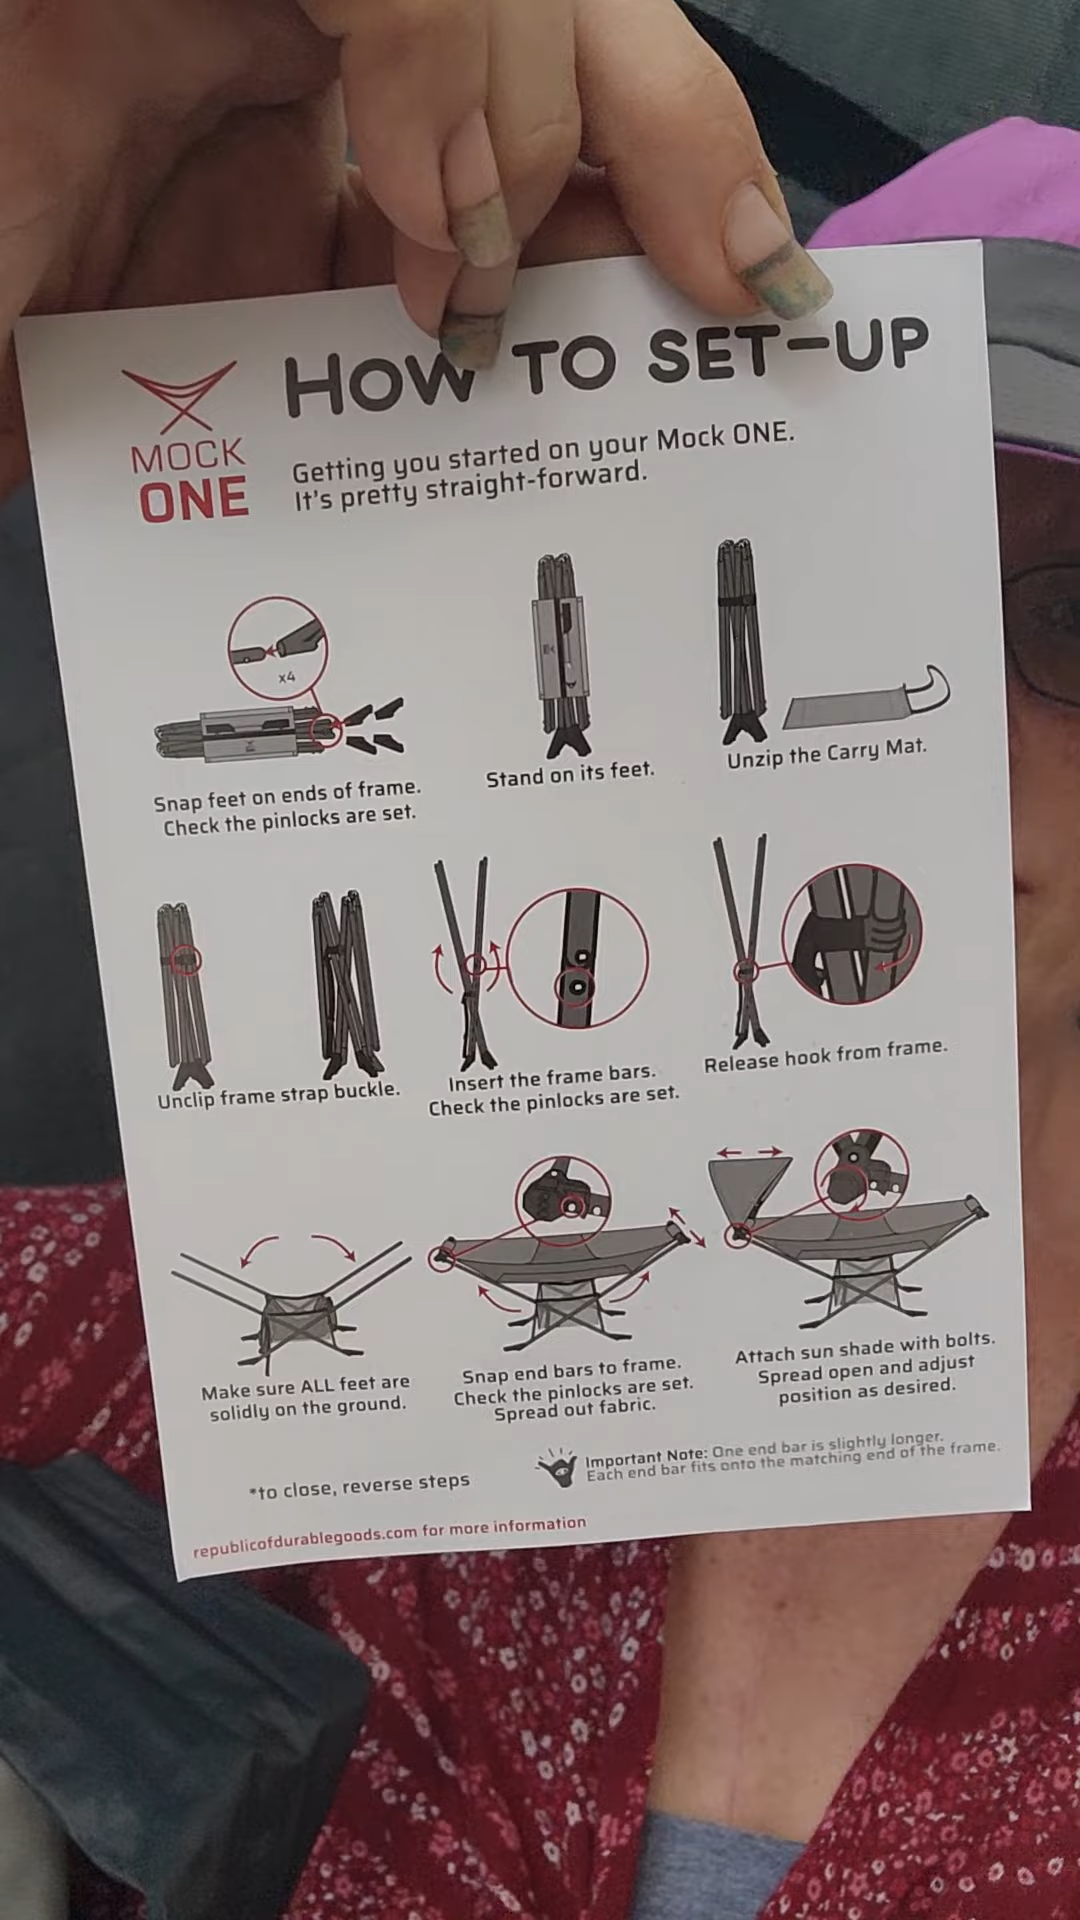 HOW TO SET-UP
MOCK
ONE
Getting you started on your Mock ONE.
It's pretty straight-forward.
x4
Snap feet on ends of frame.
Check the pinlocks are set.
Stand on its feet.
Unzip the Carry Mat.
Unclip frame strap buckle.
Insert the frame bars.
Check the pinlocks are set.
Release hook from frame.
Make sure ALL feet are
solidly on the ground.
Snap end bars to frame.
Check the pinlocks are set.
Spread out fabric.
Attach sun shade with bolts.
Spread open and adjust
position as desired.
*to close, reverse steps
Important Note: One end bar is slightly longer.
Each end bar fits onto the matching end of the frame.
republicofdurablegoods.com for more information